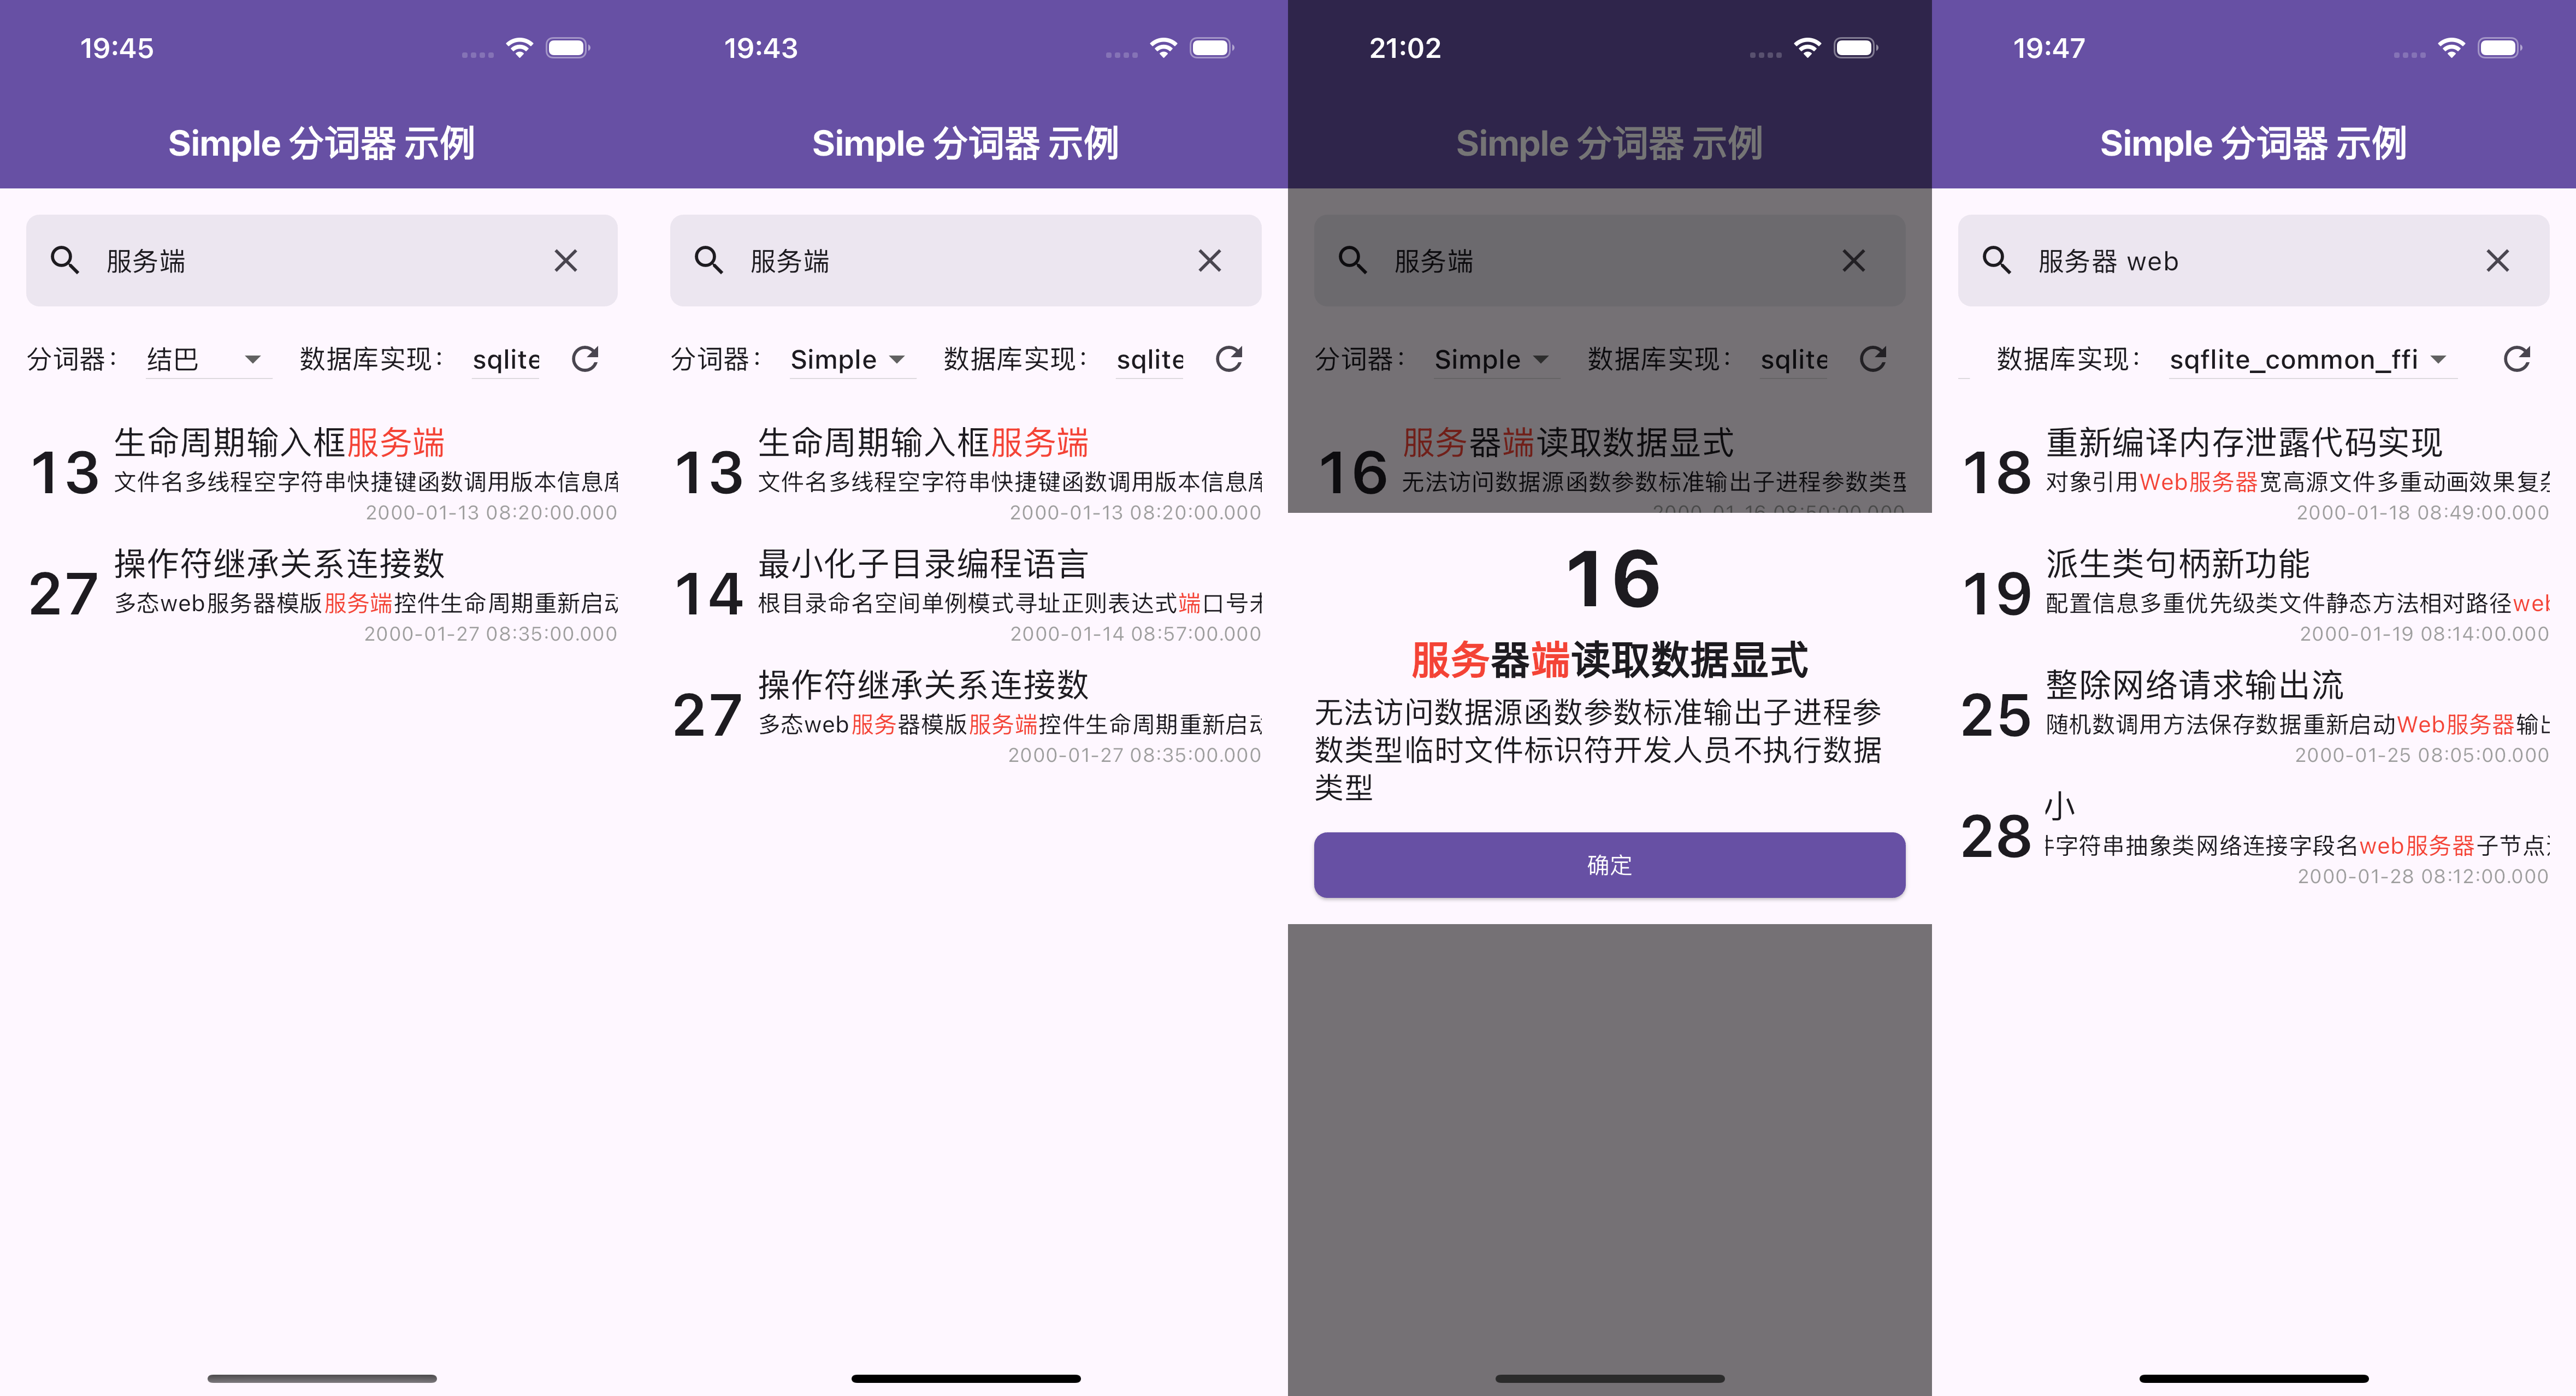 19:45
Simple 分词器 示例
服务端
分词器： 结巴 数据库实现： sqlite
13
生命周期输入框服务端
文件名多线程空字符串快捷键函数调用版本信息
2000-01-13 08:20:00.000
27
操作符继承关系连接数
多态web服务器模版服务端控件生命周期重新启动
2000-01-27 08:35:00.000
19:43
Simple 分词器 示例
服务端
分词器： Simple 数据库实现： sqlite
13
生命周期输入框服务端
文件名多线程空字符串快捷键函数调用版本信息
2000-01-13 08:20:00.000
14
最小化子目录编程语言
根目录命名空间单例模式寻址正则表达式端口号
2000-01-14 08:57:00.000
27
操作符继承关系连接数
多态web服务器模版服务端控件生命周期重新启动
2000-01-27 08:35:00.000
21:02
Simple 分词器 示例
服务端
分词器： Simple 数据库实现： sqlite
16
服务器端读取数据显式
无法访问数据源函数参数标准输出子进程参数类型
2000-01-16 08:50:00.000
16
服务器端读取数据显式
无法访问数据源函数参数标准输出子进程参
数类型临时文件标识符开发人员不执行数据
类型
确定
19:47
Simple 分词器 示例
服务器 web
数据库实现： sqflite_common_ffi
18
重新编译内存泄露代码实现
对象引用Web服务器宽高源文件多重动画效果复杂
2000-01-18 08:49:00.000
19
派生类句柄新功能
配置信息多重优先级类文件静态方法相对路径web
2000-01-19 08:14:00.000
25
整除网络请求输出流
随机数调用方法保存数据重新启动Web服务器输出
2000-01-25 08:05:00.000
28
小
字符串抽象类网络连接字段名web服务器子节点
2000-01-28 08:12:00.000